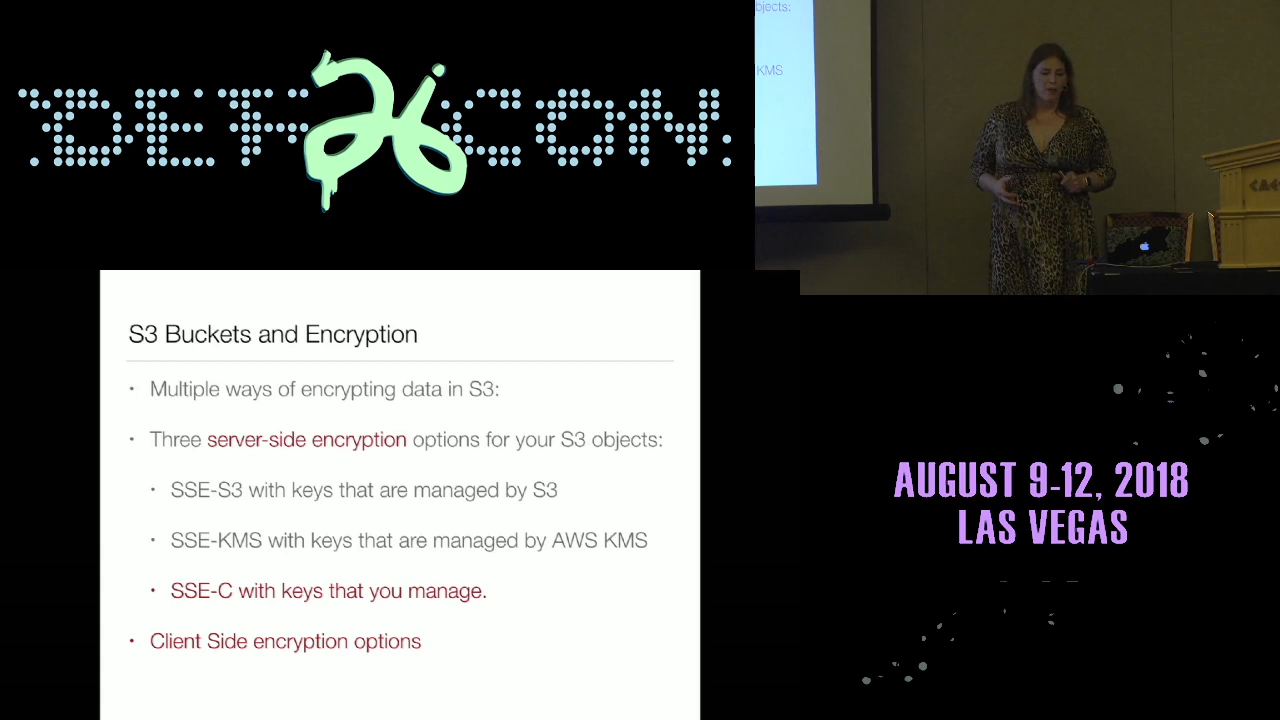 DEF 26 CON
bjects:
KMS
CAE
S3 Buckets and Encryption
• Multiple ways of encrypting data in S3:
• Three server-side encryption options for your S3 objects:
• SSE-S3 with keys that are managed by S3
• SSE-KMS with keys that are managed by AWS KMS
• SSE-C with keys that you manage.
• Client Side encryption options
AUGUST 9-12, 2018
LAS VEGAS